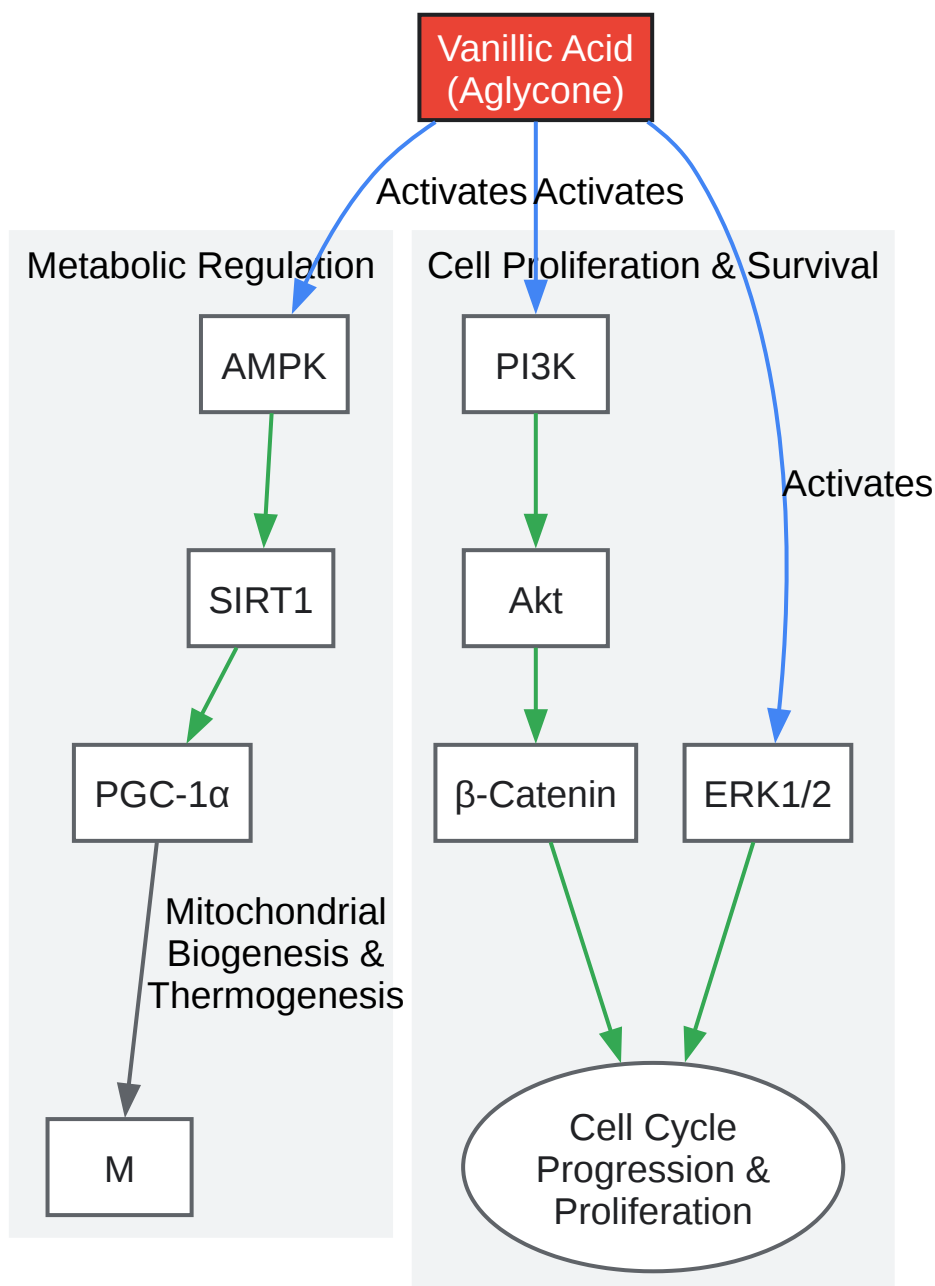 Vanillic Acid
(Aglycone)
Activates
Activates
Metabolic Regulation
Cell Proliferation & Survival
AMPK
PI3K
Activates
SIRT1
Akt
PGC-1α
β-Catenin
ERK1/2
Mitochondrial
Biogenesis &
Thermogenesis
M
Cell Cycle
Progression &
Proliferation